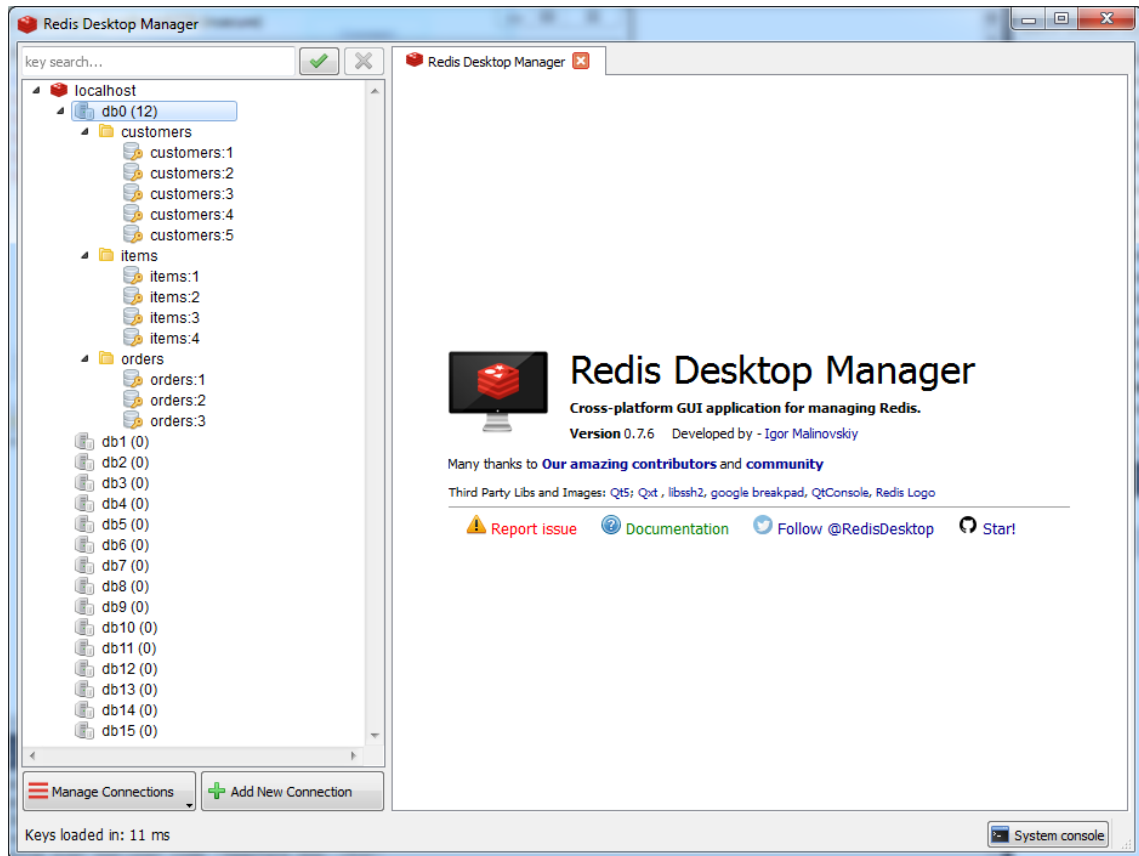 Redis Desktop Manager
key search...
Redis Desktop Manager
localhost
db0 (12)
customers
customers:1
customers:2
customers:3
customers:4
customers:5
items
items:1
items:2
items:3
items:4
orders
orders:1
orders:2
orders:3
db1 (0)
db2 (0)
db3 (0)
db4 (0)
db5 (0)
db6 (0)
db7 (0)
db8 (0)
db9 (0)
db10 (0)
db11 (0)
db12 (0)
db13 (0)
db14 (0)
db15 (0)
Manage Connections
Add New Connection
Redis Desktop Manager
Cross-platform GUI application for managing Redis.
Version 0.7.6 Developed by - Igor Malinovskiy
Many thanks to Our amazing contributors and community
Third Party Libs and Images: Qt5; Qxt , libssh2, google breakpad, QtConsole, Redis Logo
Report issue Documentation Follow @RedisDesktop Star!
Keys loaded in: 11 ms
System console